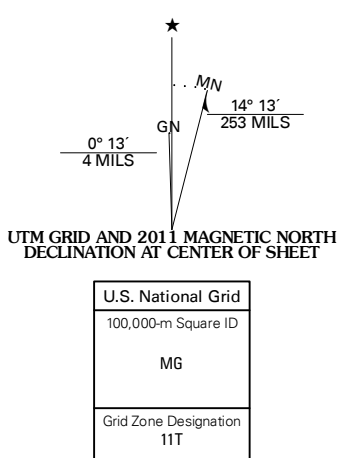 ★
MN
GN
14° 13´
253 MILS
0° 13´
4 MILS
UTM GRID AND 2011 MAGNETIC NORTH
DECLINATION AT CENTER OF SHEET
U.S. National Grid
100,000-m Square ID
MG
Grid Zone Designation
11T